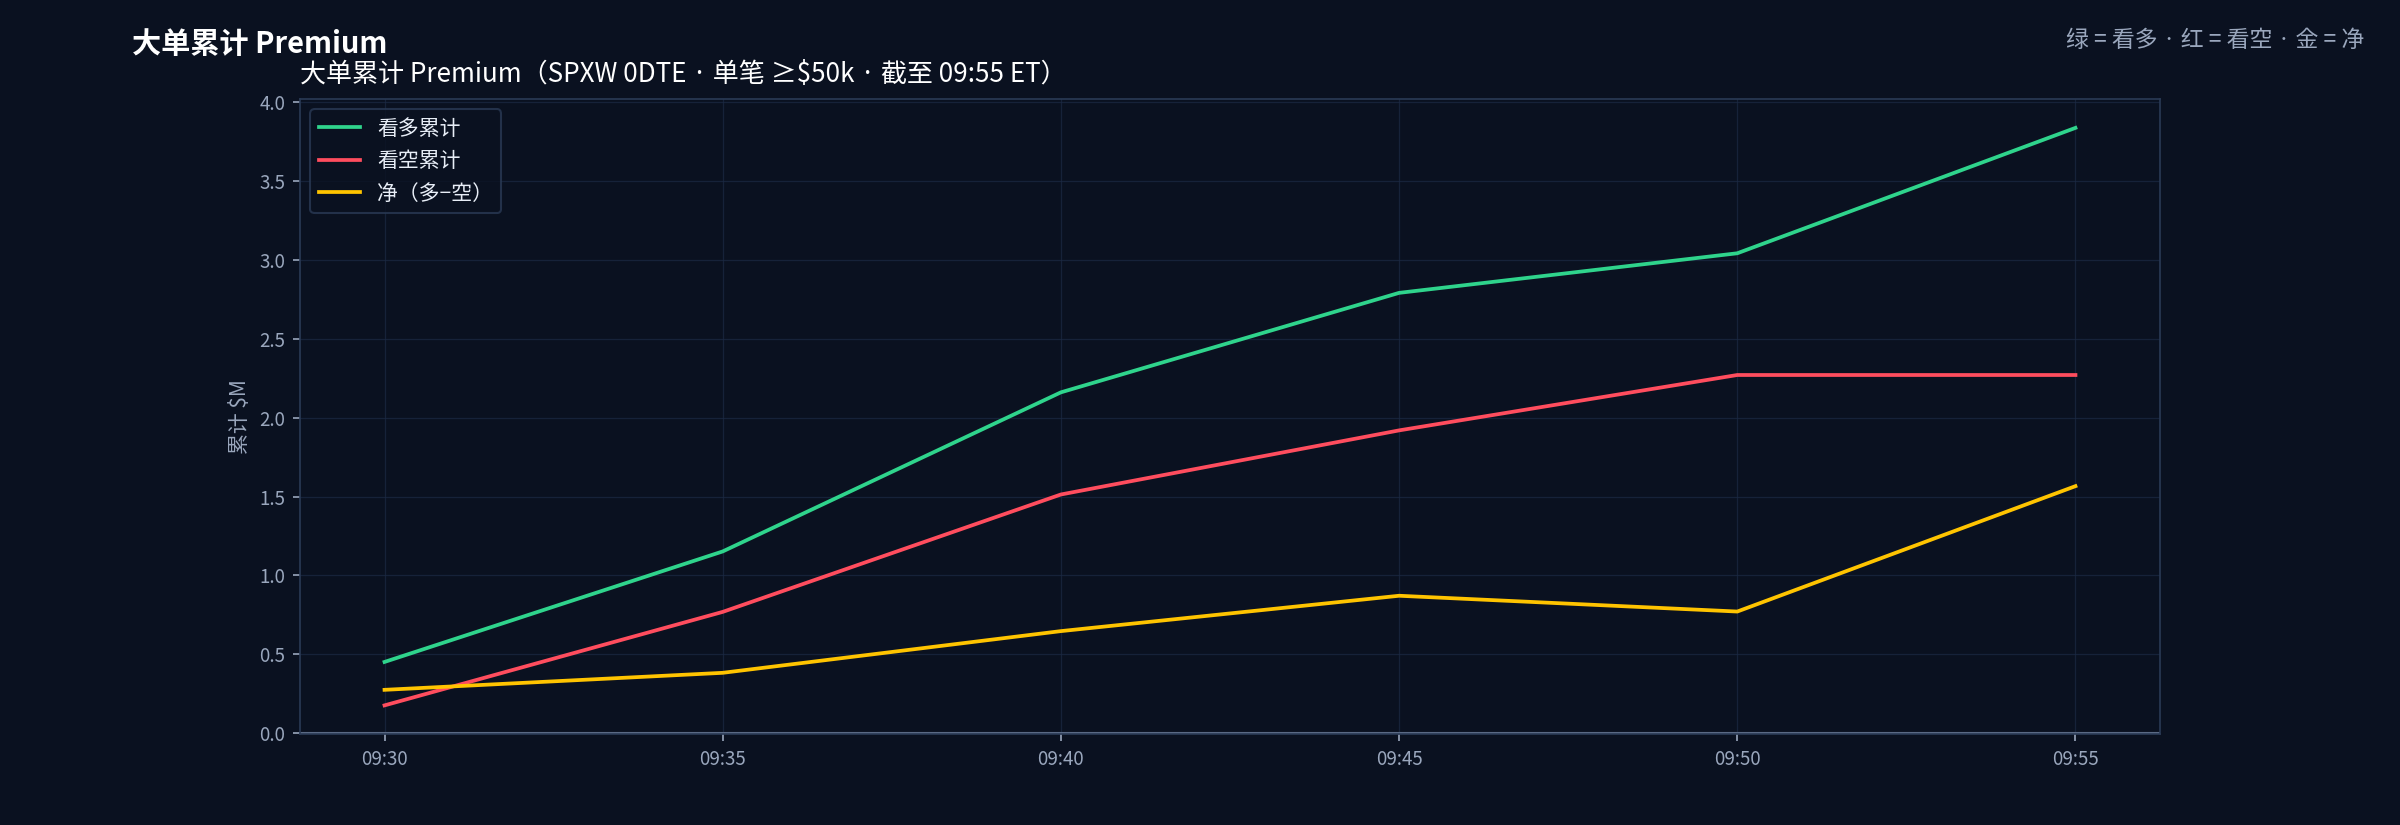 大单累计 Premium
绿 = 看多 · 红 = 看空 · 金 = 净
大单累计 Premium（SPXW 0DTE · 单笔 ≥$50k · 截至 09:55 ET）
看多累计
看空累计
净（多−空）
累计 $M
4.0
3.5
3.0
2.5
2.0
1.5
1.0
0.5
0.0
09:30 09:35 09:40 09:45 09:50 09:55